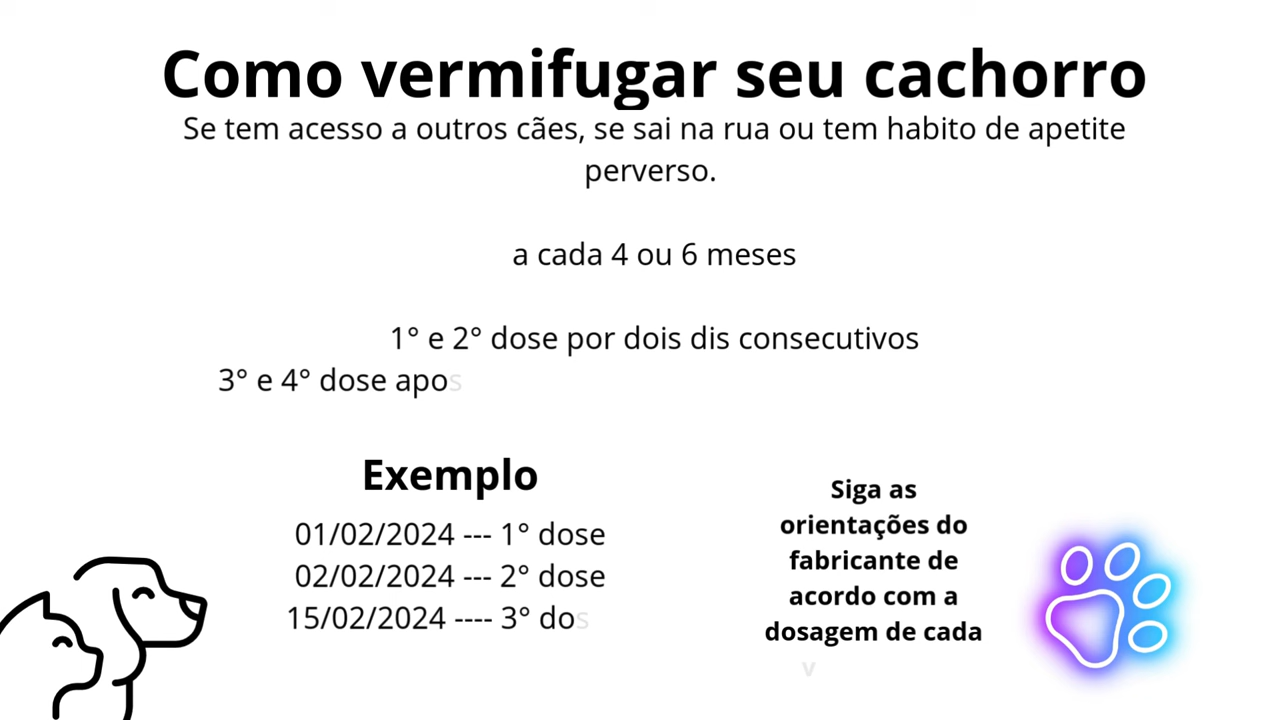 Como vermifugar seu cachorro
Se tem acesso a outros cães, se sai na rua ou tem habito de apetite
perverso.
a cada 4 ou 6 meses
1° e 2° dose por dois dis consecutivos
3° e 4° dose apos
Exemplo
01/02/2024 --- 1° dose
02/02/2024 --- 2° dose
15/02/2024 ---- 3° dos
Siga as
orientações do
fabricante de
acordo com a
dosagem de cada
v